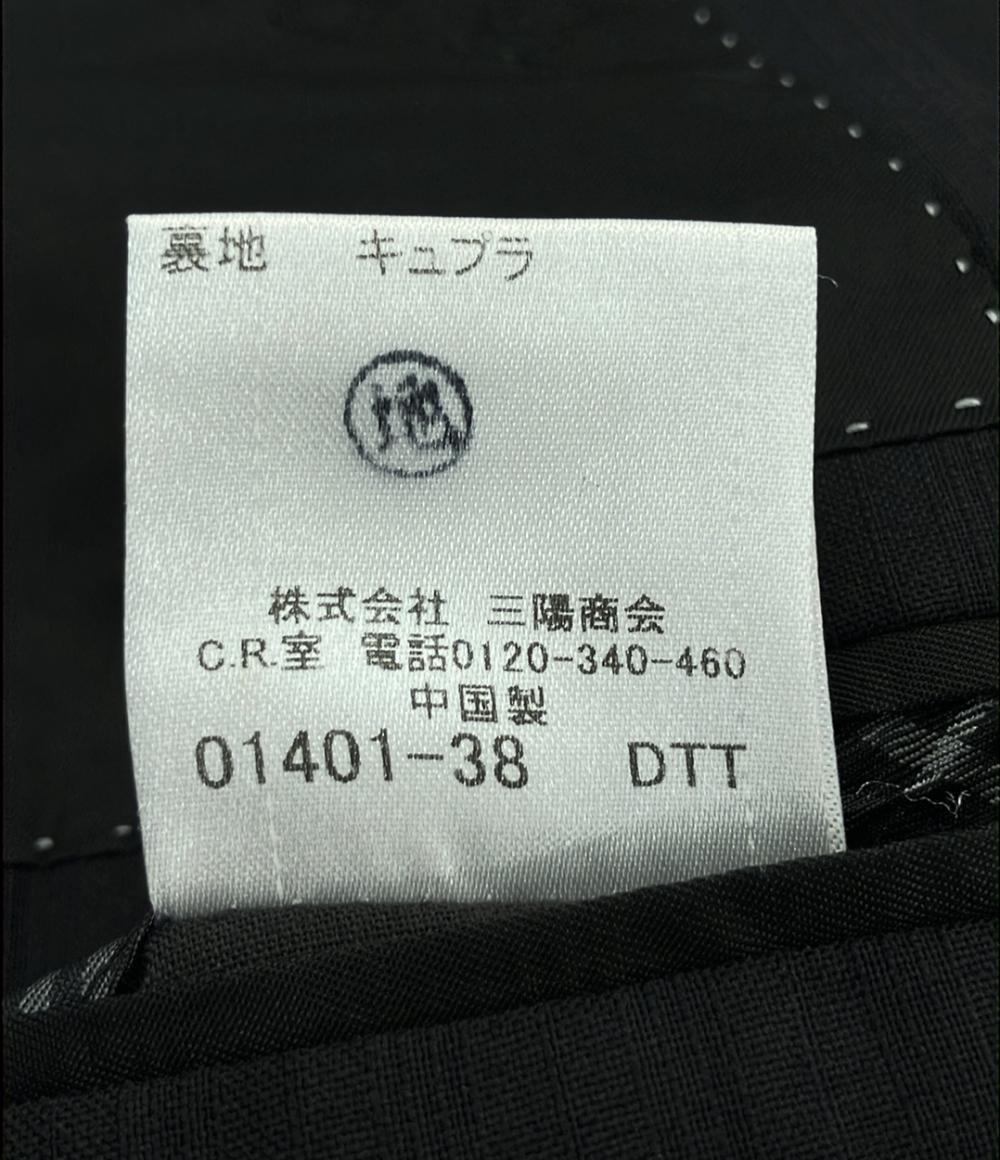 裏地 キュプラ
地
株式会社 三陽商会
C.R.室 電話0120-340-460
中国製
01401-38 DTT